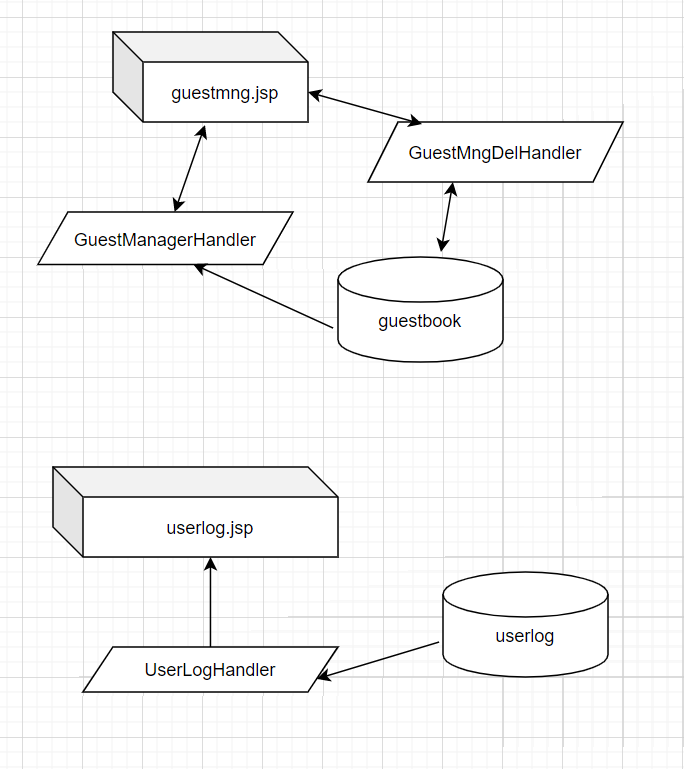 guestmng.jsp
GuestMngDelHandler
GuestManagerHandler
guestbook
userlog.jsp
userlog
UserLogHandler